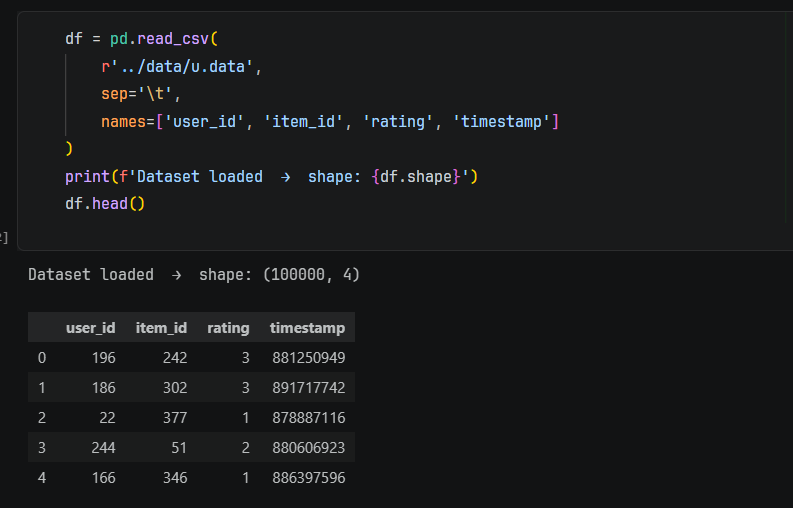 df = pd.read_csv(
    r'../data/u.data',
    sep='\t',
    names=['user_id', 'item_id', 'rating', 'timestamp']
)
print(f'Dataset loaded  →  shape: {df.shape}')
df.head()
]
Dataset loaded  →  shape: (100000, 4)
user_id item_id rating timestamp
0 196 242 3 881250949
1 186 302 3 891717742
2 22 377 1 878887116
3 244 51 2 880606923
4 166 346 1 886397596